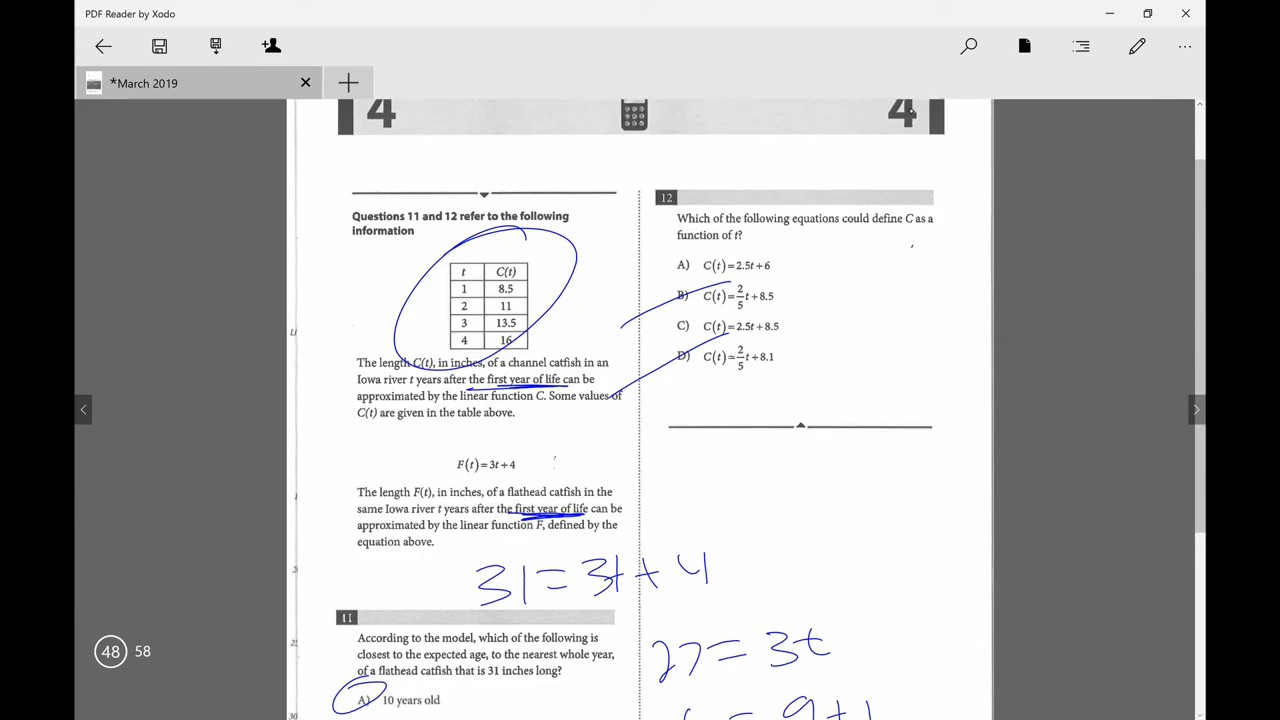 PDF Reader by Xodo
*March 2019
4 4
Questions 11 and 12 refer to the following
information
t C(t)
1 8.5
2 11
3 13.5
4 16
The length C(t), in inches, of a channel catfish in an
Iowa river t years after the first year of life can be
approximated by the linear function C. Some values of
C(t) are given in the table above.
F(t)=3t+4
The length F(t), in inches, of a flathead catfish in the
same Iowa river t years after the first year of life can be
approximated by the linear function F, defined by the
equation above.
31=3t+4
11
According to the model, which of the following is
closest to the expected age, to the nearest whole year,
of a flathead catfish that is 31 inches long?
A) 10 years old
12
Which of the following equations could define C as a
function of t?
A) C(t)=2.5t+6
B) C(t)=2/5t+8.5
C) C(t)=2.5t+8.5
D) C(t)=2/5t+8.1
27=3t
= 9+1
48 58